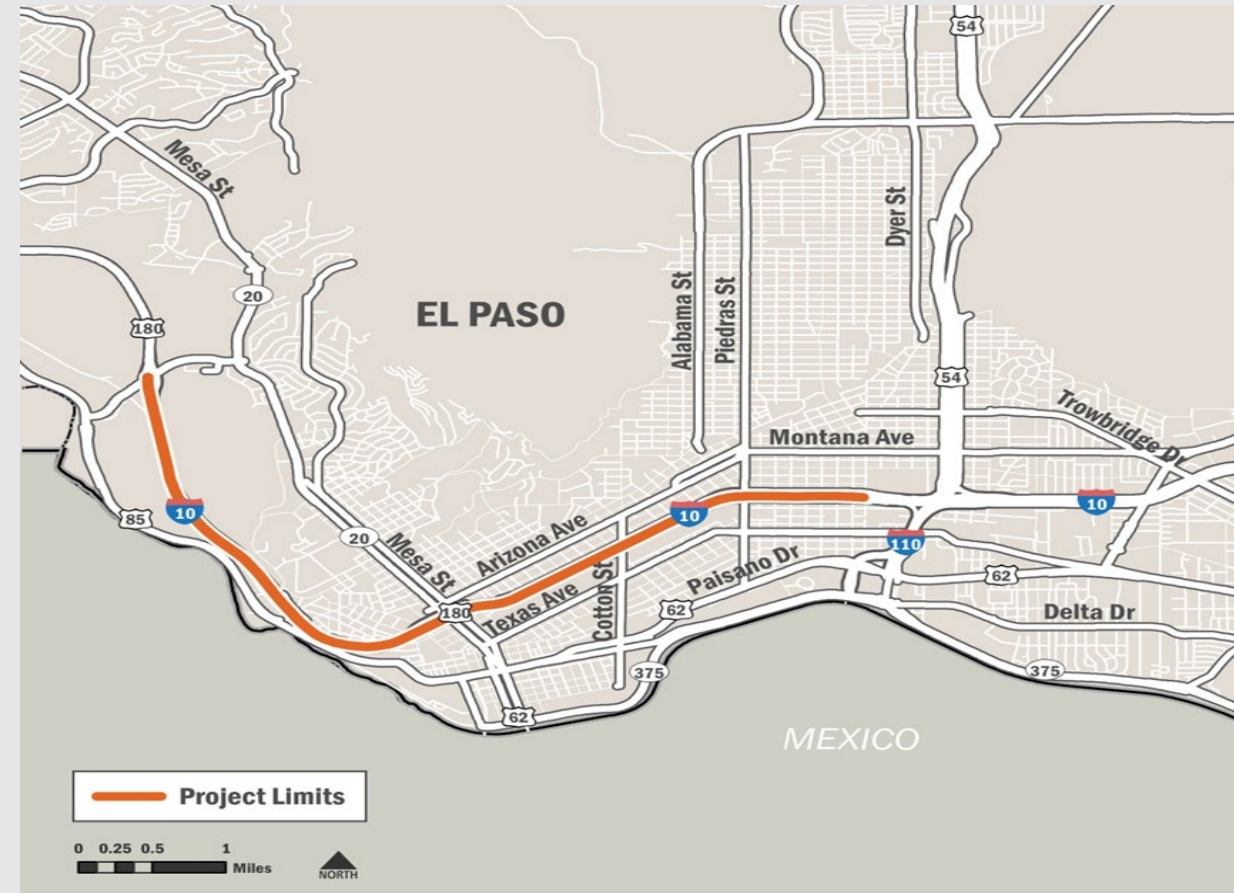 54
Mesa St
Dyer St
20
EL PASO
Alabama St
Piedras St
180
54
Trowbridge Dr
Montana Ave
10
10
10
85
20
Mesa St
Arizona Ave
110
Paisano Dr
62
Texas Ave
Cotton St
180
62
Delta Dr
375
375
62
MEXICO
Project Limits
0 0.25 0.5 1
Miles
NORTH